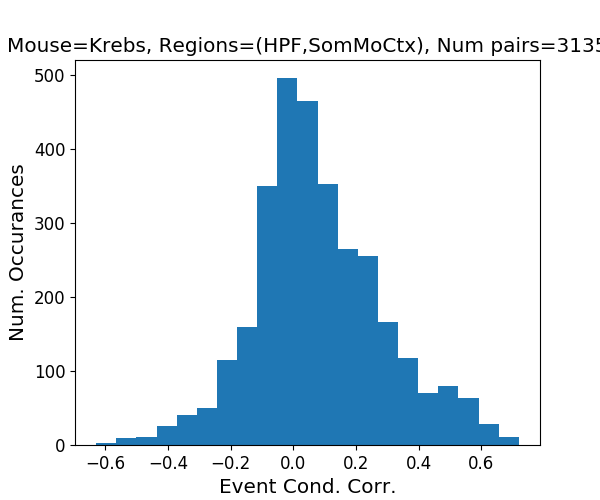 Mouse=Krebs, Regions=(HPF,SomMoCtx), Num pairs=3135
500
400
300
200
100
0
Num. Occurances
−0.6 −0.4 −0.2 0.0 0.2 0.4 0.6
Event Cond. Corr.